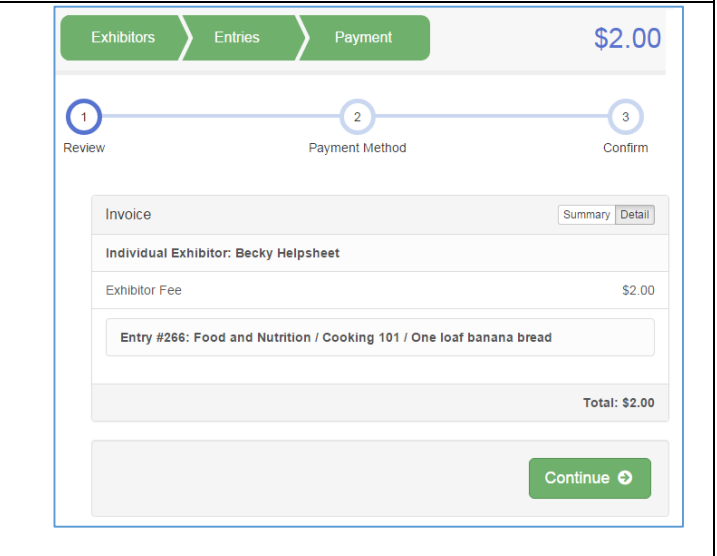 Exhibitors Entries Payment $2.00
1 2 3
Review Payment Method Confirm
Invoice Summary Detail
Individual Exhibitor: Becky Helpsheet
Exhibitor Fee $2.00
Entry #266: Food and Nutrition / Cooking 101 / One loaf banana bread
Total: $2.00
Continue